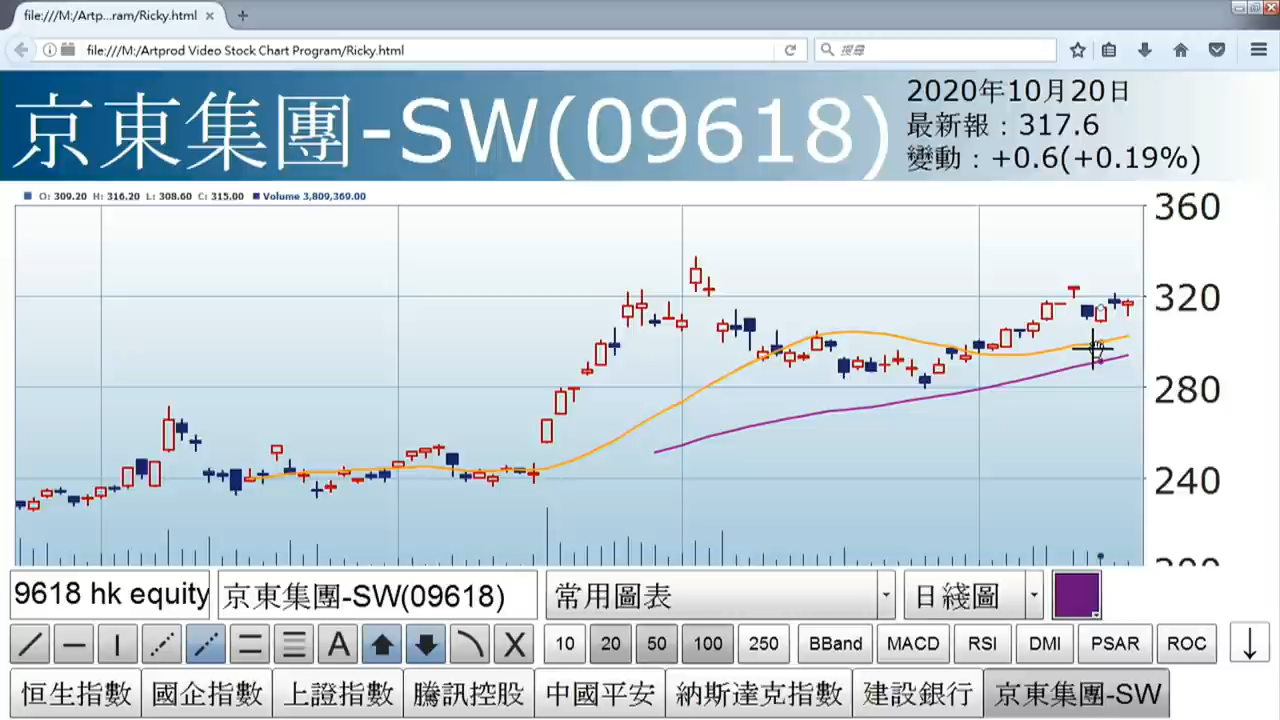 file:///M:/Artp...ram/Ricky.html
file:///M:/Artprod Video Stock Chart Program/Ricky.html
搜尋
京東集團-SW(09618)
2020年10月20日
最新報：317.6
變動：+0.6(+0.19%)
O: 309.20 H: 316.20 L: 308.60 C: 315.00 Volume 3,809,369.00
360
320
280
240
9618 hk equity
京東集團-SW(09618)
常用圖表
日綫圖
A
X
10
20
50
100
250
BBand
MACD
RSI
DMI
PSAR
ROC
恒生指數
國企指數
上證指數
騰訊控股
中國平安
納斯達克指數
建設銀行
京東集團-SW